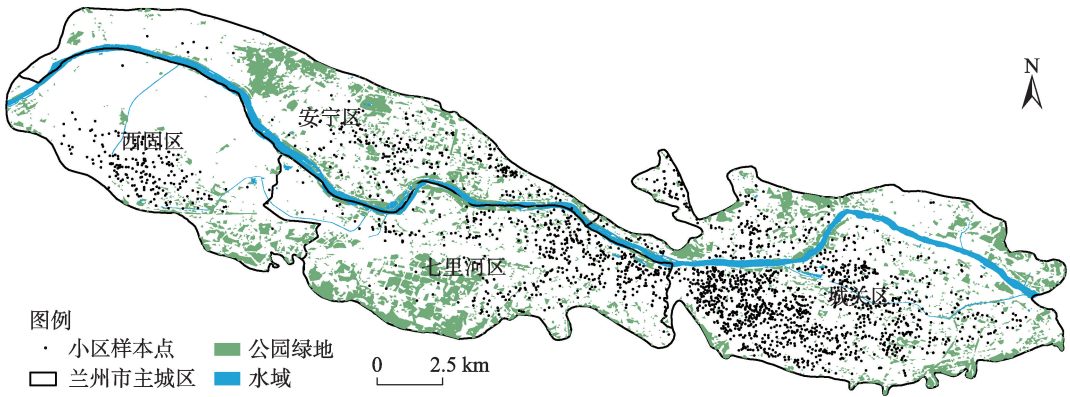 N
安宁区
西固区
七里河区
城关区
图例
小区样本点
公园绿地
兰州市主城区
水域
0
2.5 km